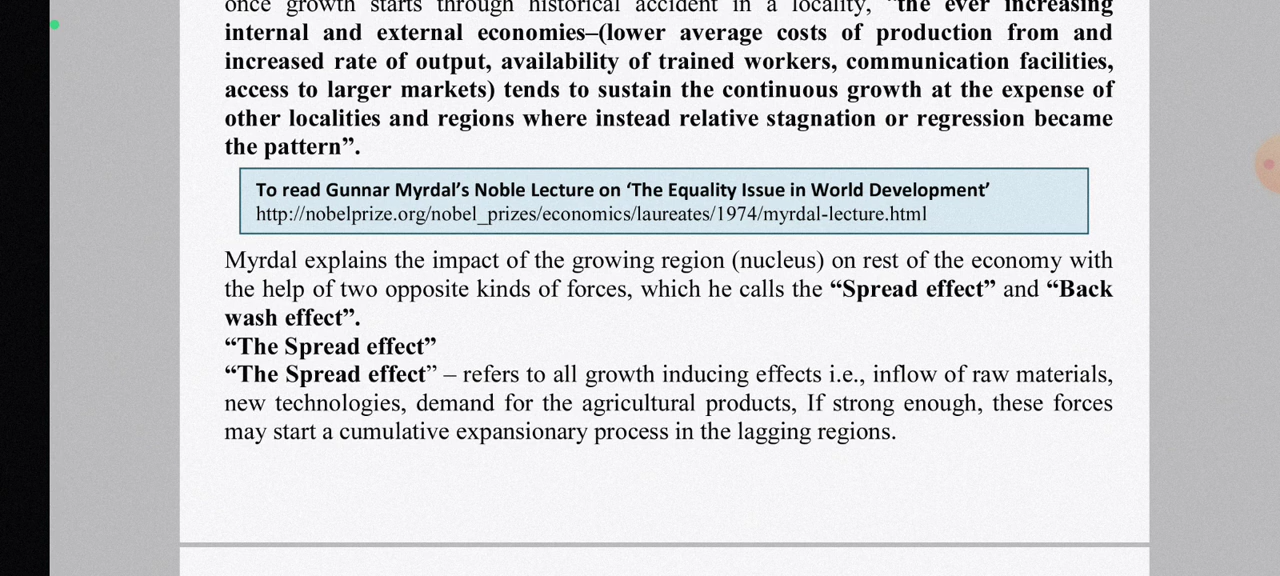 once growth starts through historical accident in a locality, "the ever increasing
internal and external economies–(lower average costs of production from and
increased rate of output, availability of trained workers, communication facilities,
access to larger markets) tends to sustain the continuous growth at the expense of
other localities and regions where instead relative stagnation or regression became
the pattern”.
To read Gunnar Myrdal’s Noble Lecture on ‘The Equality Issue in World Development’
http://nobelprize.org/nobel_prizes/economics/laureates/1974/myrdal-lecture.html
Myrdal explains the impact of the growing region (nucleus) on rest of the economy with
the help of two opposite kinds of forces, which he calls the “Spread effect” and “Back
wash effect”.
“The Spread effect”
“The Spread effect” – refers to all growth inducing effects i.e., inflow of raw materials,
new technologies, demand for the agricultural products, If strong enough, these forces
may start a cumulative expansionary process in the lagging regions.